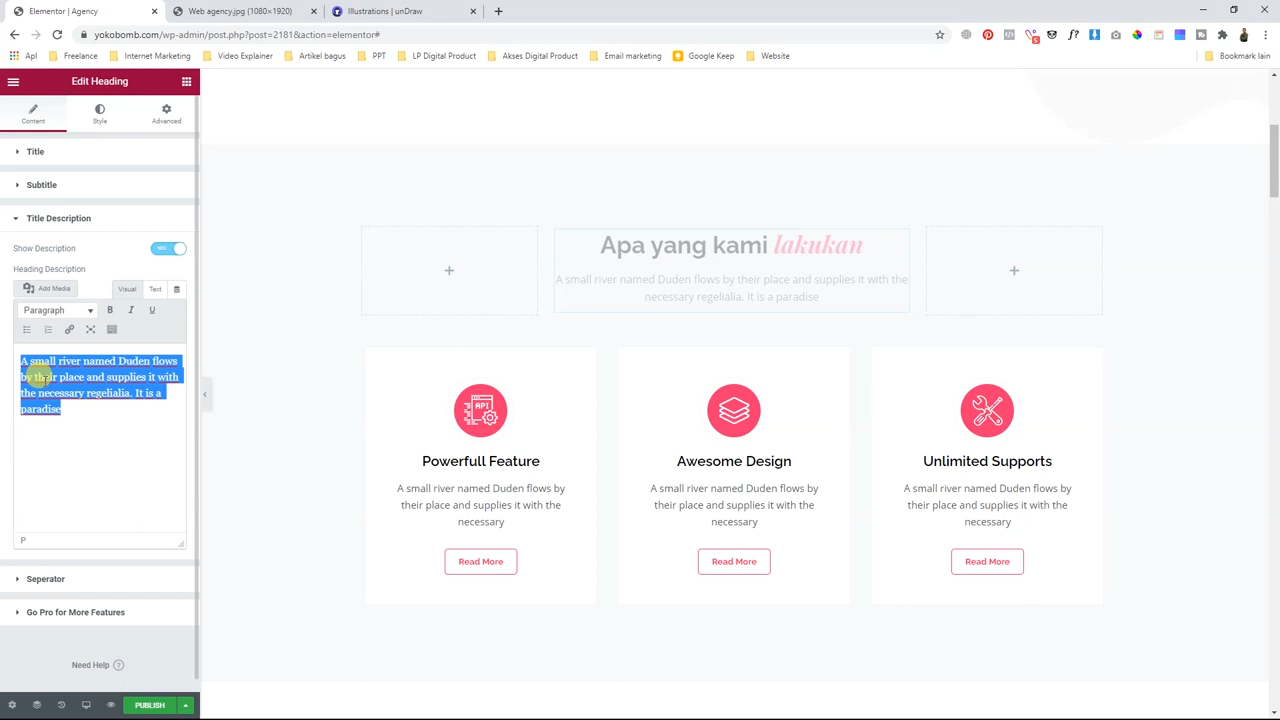 Elementor | Agency
Web agency.jpg (1080×1920)
Illustrations | unDraw
yokobomb.com/wp-admin/post.php?post=2181&action=elementor#
Apl
Internet Marketing
Video Explainer
Artikel bagus
PPT
LP Digital Product
Akses Digital Product
Email marketing
Google Keep
Website
Bookmark lain
Edit Heading
Content
Style
Advanced
Title
Subtitle
Title Description
Show Description
YES
Heading Description
Add Media
Visual
Text
Paragraph
B
I
U
A small river named Duden flows
by their place and supplies it with
the necessary regelialia. It is a
paradise
P
Seperator
Go Pro for More Features
Need Help ?
PUBLISH
Apa yang kami lakukan
A small river named Duden flows by their place and supplies it with the
necessary regelialia. It is a paradise
API
Powerfull Feature
A small river named Duden flows by
their place and supplies it with the
necessary
Read More
Awesome Design
A small river named Duden flows by
their place and supplies it with the
necessary
Read More
Unlimited Supports
A small river named Duden flows by
their place and supplies it with the
necessary
Read More